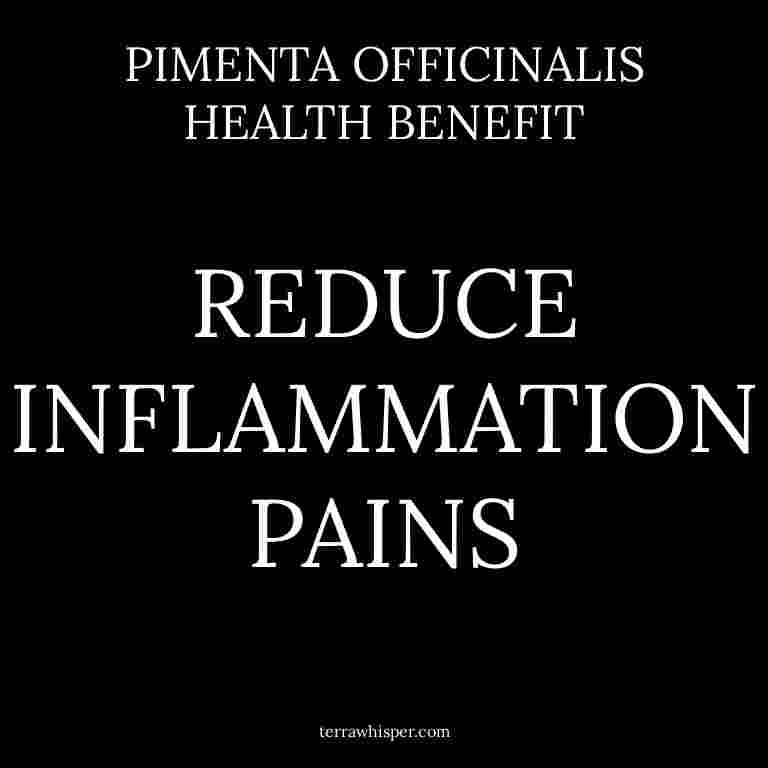 PIMENTA OFFICINALIS
HEALTH BENEFIT
REDUCE
INFLAMMATION
PAINS
terrawhisper.com